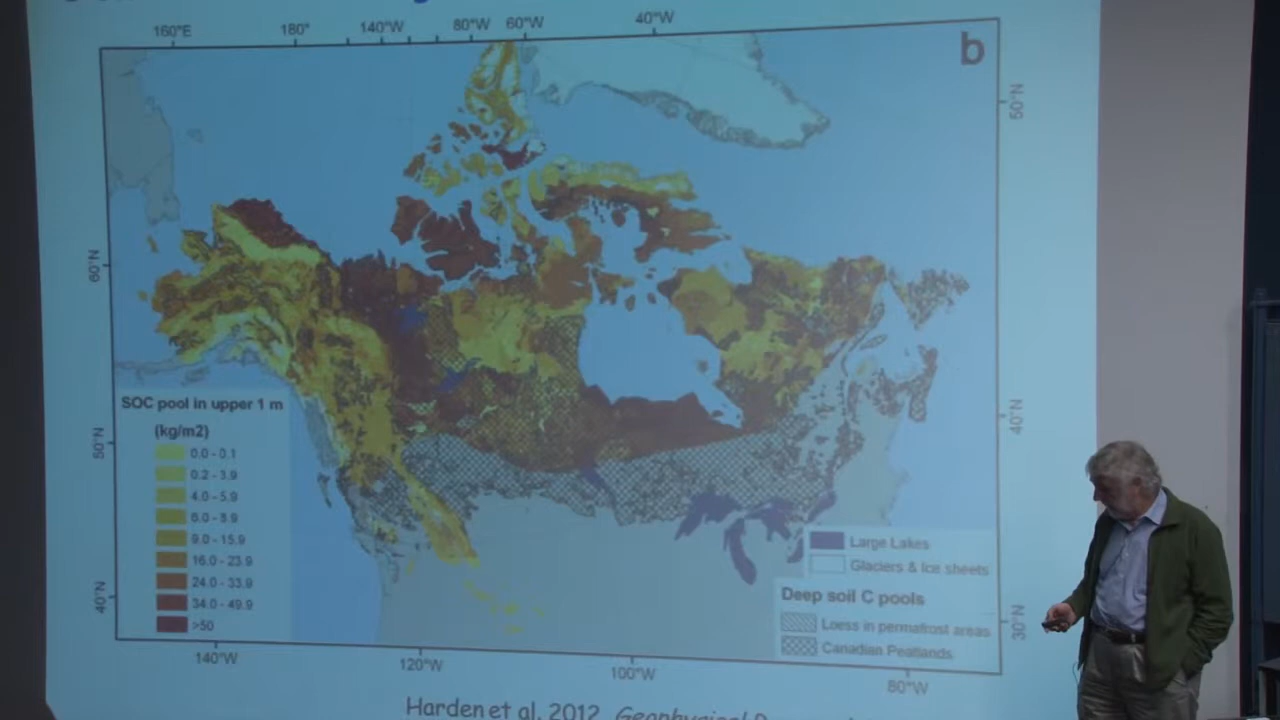 160°E 180° 140°W 80°W 60°W 40°W
b
50°N
60°N
40°N
50°N
SOC pool in upper 1 m
(kg/m2)
0.0 - 0.1
0.2 - 3.9
4.0 - 5.9
6.0 - 8.9
9.0 - 15.9
16.0 - 23.9
24.0 - 33.9
34.0 - 49.9
>50
40°N
Large Lakes
Glaciers & Ice sheets
Deep soil C pools
Loess in permafrost areas
Canadian Peatlands
30°N
140°W 120°W 100°W 80°W
Harden et al. 2012 Geophysical